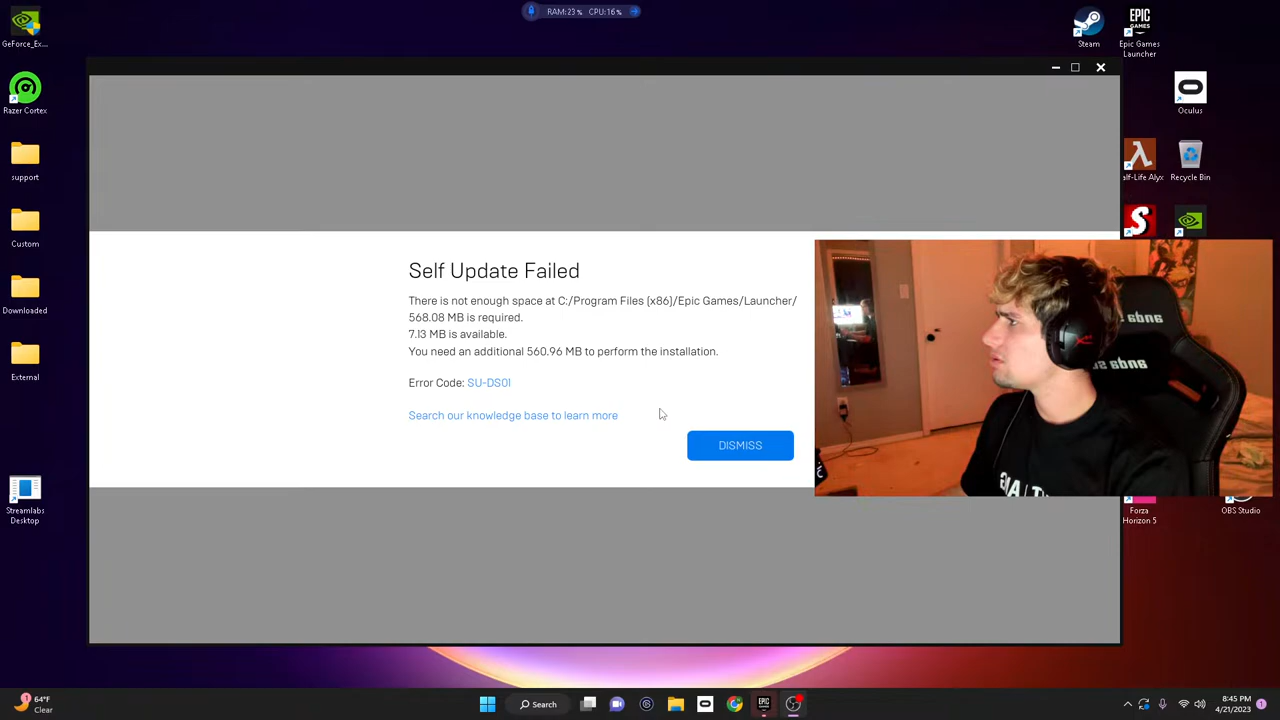 RAM:23% CPU:16%
GeForce_Ex...
Steam
EPIC
GAMES
Epic Games
Launcher
Razer Cortex
Oculus
support
alf-Life Alyx
Recycle Bin
Custom
Self Update Failed
There is not enough space at C:/Program Files (x86)/Epic Games/Launcher/
568.08 MB is required.
7.13 MB is available.
You need an additional 560.96 MB to perform the installation.
Error Code: SU-DS01
Search our knowledge base to learn more
DISMISS
Downloaded
External
Streamlabs
Desktop
Forza
Horizon 5
OBS Studio
1
64°F
Clear
Search
EPIC
8:45 PM
4/21/2023
1